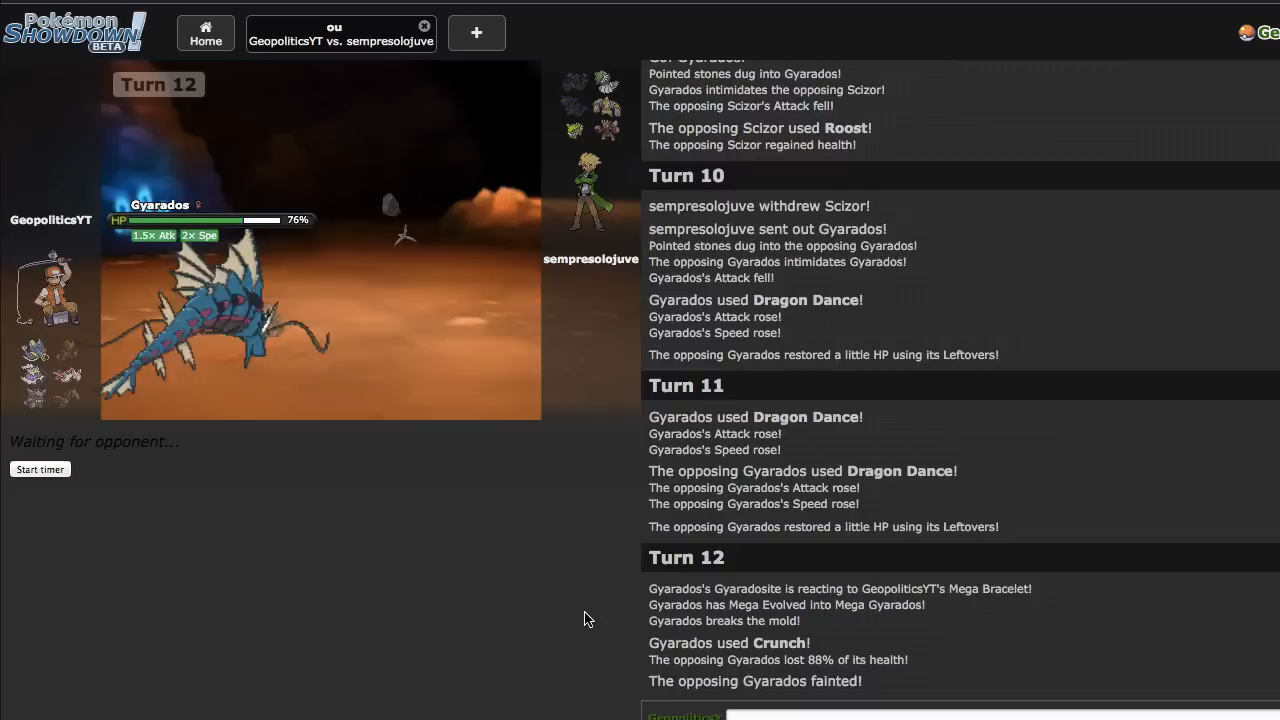 Pokémon
SHOWDOWN!
BETA
Home
ou
GeopoliticsYT vs. sempresolojuve
+
Ge
Turn 12
Gyarados ♀
HP 76%
1.5× Atk 2× Spe
GeopoliticsYT
sempresolojuve
Waiting for opponent...
Start timer
Go! Gyarados!
Pointed stones dug into Gyarados!
Gyarados intimidates the opposing Scizor!
The opposing Scizor's Attack fell!
The opposing Scizor used Roost!
The opposing Scizor regained health!
Turn 10
sempresolojuve withdrew Scizor!
sempresolojuve sent out Gyarados!
Pointed stones dug into the opposing Gyarados!
The opposing Gyarados intimidates Gyarados!
Gyarados's Attack fell!
Gyarados used Dragon Dance!
Gyarados's Attack rose!
Gyarados's Speed rose!
The opposing Gyarados restored a little HP using its Leftovers!
Turn 11
Gyarados used Dragon Dance!
Gyarados's Attack rose!
Gyarados's Speed rose!
The opposing Gyarados used Dragon Dance!
The opposing Gyarados's Attack rose!
The opposing Gyarados's Speed rose!
The opposing Gyarados restored a little HP using its Leftovers!
Turn 12
Gyarados's Gyaradosite is reacting to GeopoliticsYT's Mega Bracelet!
Gyarados has Mega Evolved into Mega Gyarados!
Gyarados breaks the mold!
Gyarados used Crunch!
The opposing Gyarados lost 88% of its health!
The opposing Gyarados fainted!
GeopoliticsY